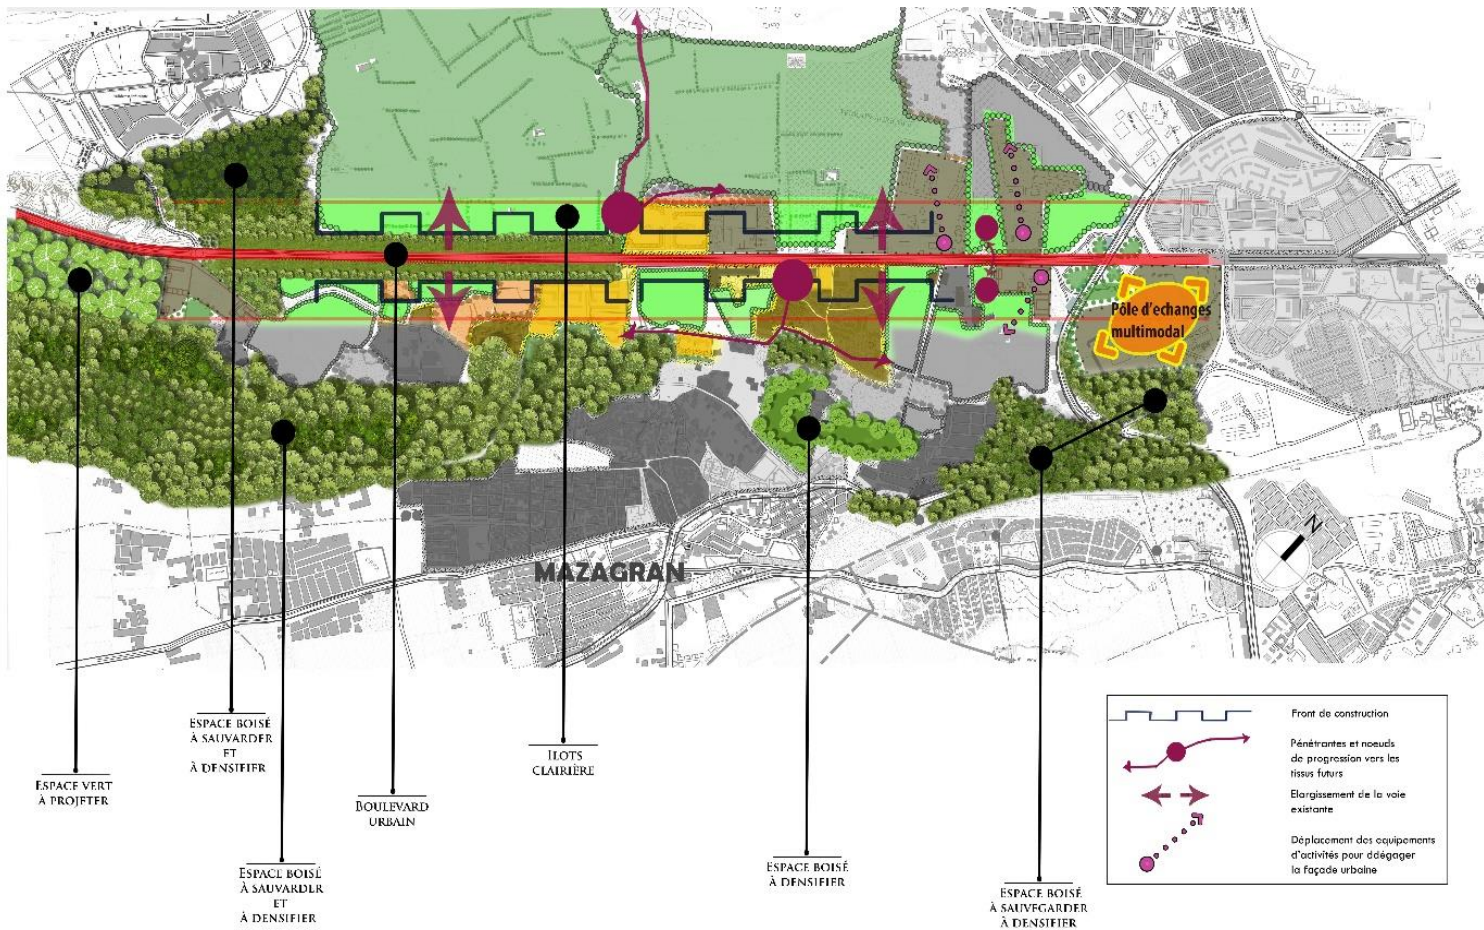 Pôle d'echanges
multimodal
N
MAZAGRAN
ESPACE VERT
À PROJETER
ESPACE BOISÉ
À SAUVARDER
ET
À DENSIFIER
ESPACE BOISÉ
À SAUVARDER
ET
À DENSIFIER
BOULEVARD
URBAIN
ILOTS
CLAIRIÈRE
ESPACE BOISÉ
À DENSIFIER
ESPACE BOISÉ
À SAUVEGARDER
À DENSIFIER
Front de construction
Pénétrantes et noeuds
de progression vers les
tissus futurs
Elargissement de la voie
existante
Déplacement des equipements
d'activités pour ddégager
la façade urbaine